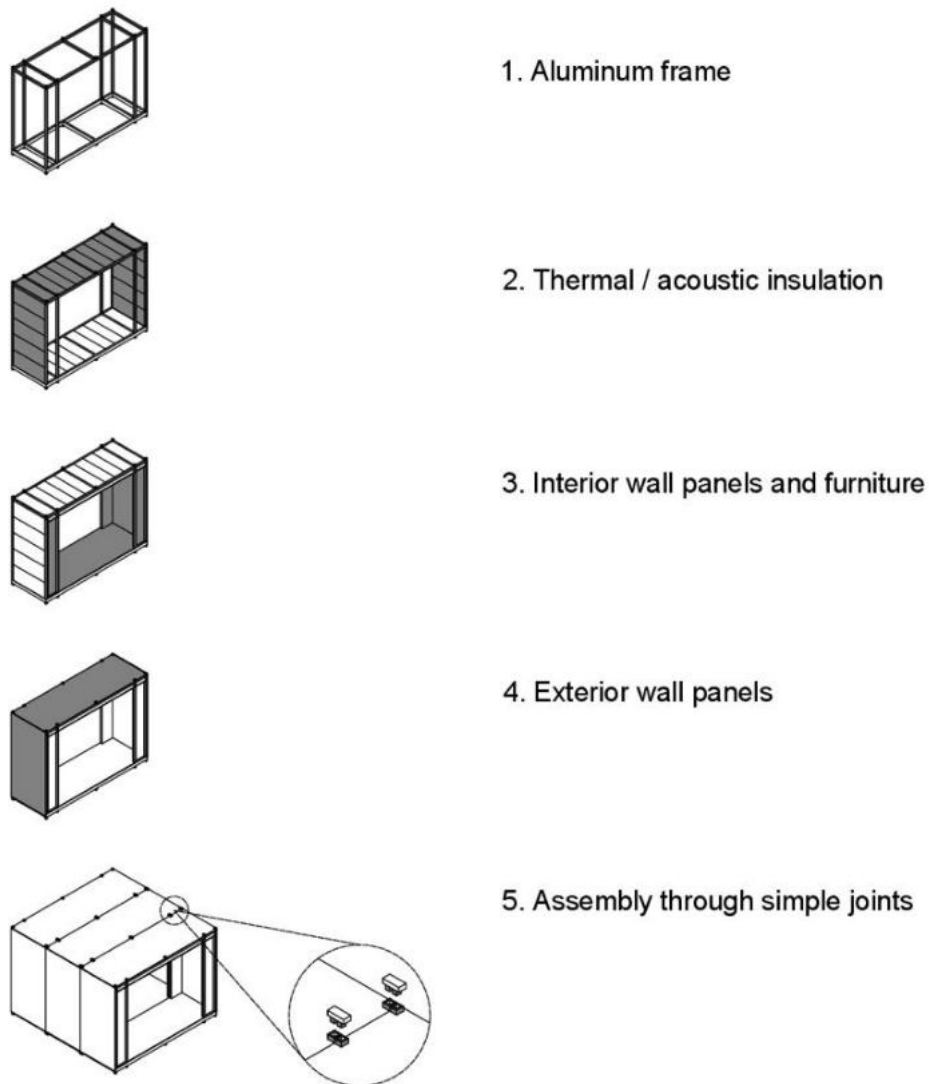 1. Aluminum frame
2. Thermal / acoustic insulation
3. Interior wall panels and furniture
4. Exterior wall panels
5. Assembly through simple joints